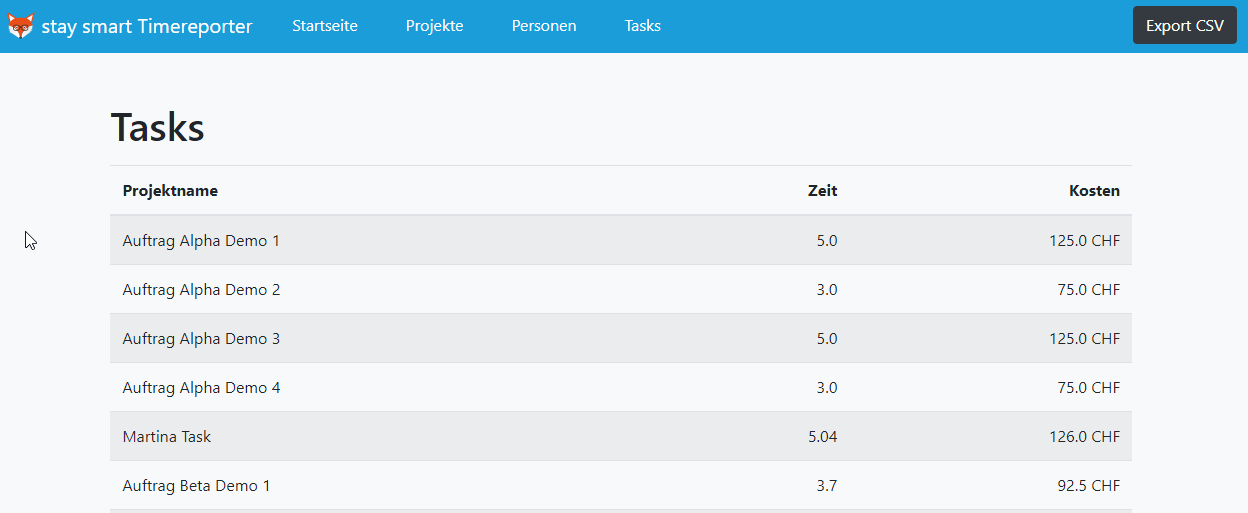 stay smart Timereporter Startseite Projekte Personen Tasks Export CSV
Tasks
Projektname Zeit Kosten
Auftrag Alpha Demo 1 5.0 125.0 CHF
Auftrag Alpha Demo 2 3.0 75.0 CHF
Auftrag Alpha Demo 3 5.0 125.0 CHF
Auftrag Alpha Demo 4 3.0 75.0 CHF
Martina Task 5.04 126.0 CHF
Auftrag Beta Demo 1 3.7 92.5 CHF